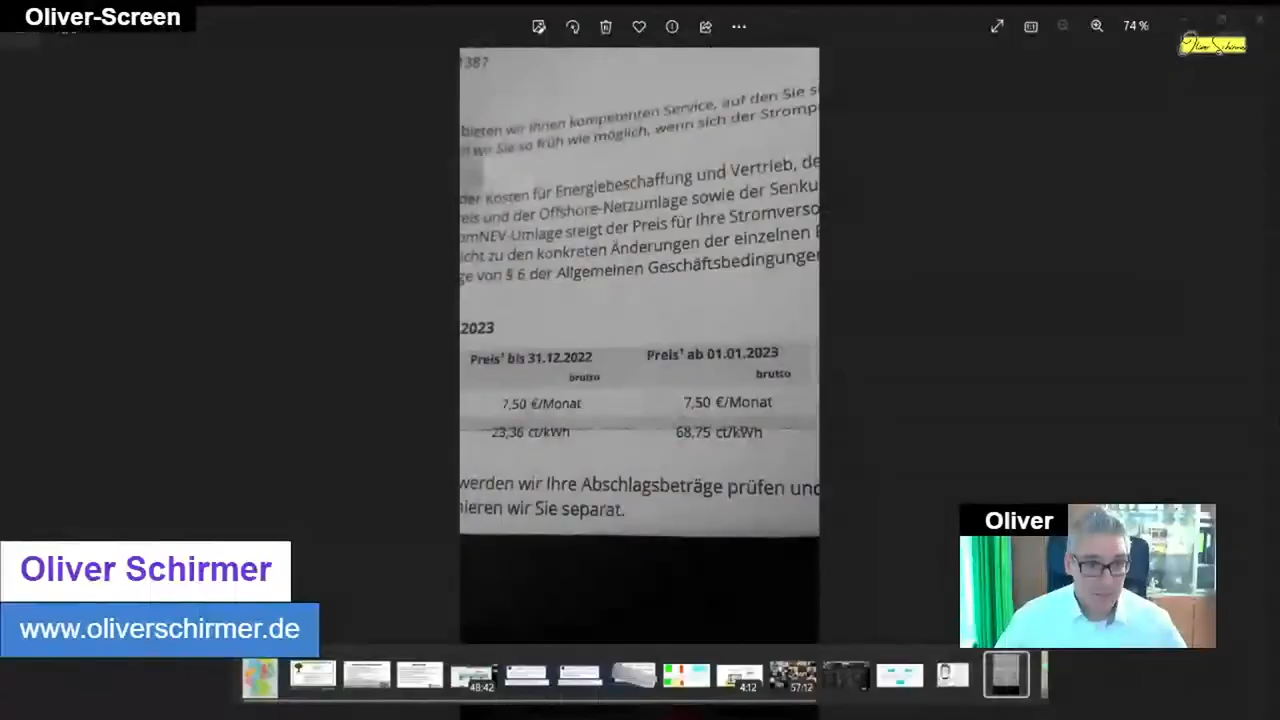 Oliver-Screen
74 %
Oliver Schirmer
1387
bieten wir Ihnen kompetenten Service, auf den Sie s
wir Sie so früh wie möglich, wenn sich der Stromp
der Kosten für Energiebeschaffung und Vertrieb, de
eis und der Offshore-Netzumlage sowie der Senku
omNEV-Umlage steigt der Preis für Ihre Stromverso
icht zu den konkreten Änderungen der einzelnen
ge von § 6 der Allgemeinen Geschäftsbedingungen
.2023
Preis¹ bis 31.12.2022 Preis¹ ab 01.01.2023
brutto brutto
7,50 €/Monat 7,50 €/Monat
23,36 ct/kWh 68,75 ct/kWh
werden wir Ihre Abschlagsbeträge prüfen und
ieren wir Sie separat.
Oliver
Oliver Schirmer
www.oliverschirmer.de
48:42
4:12
57:12